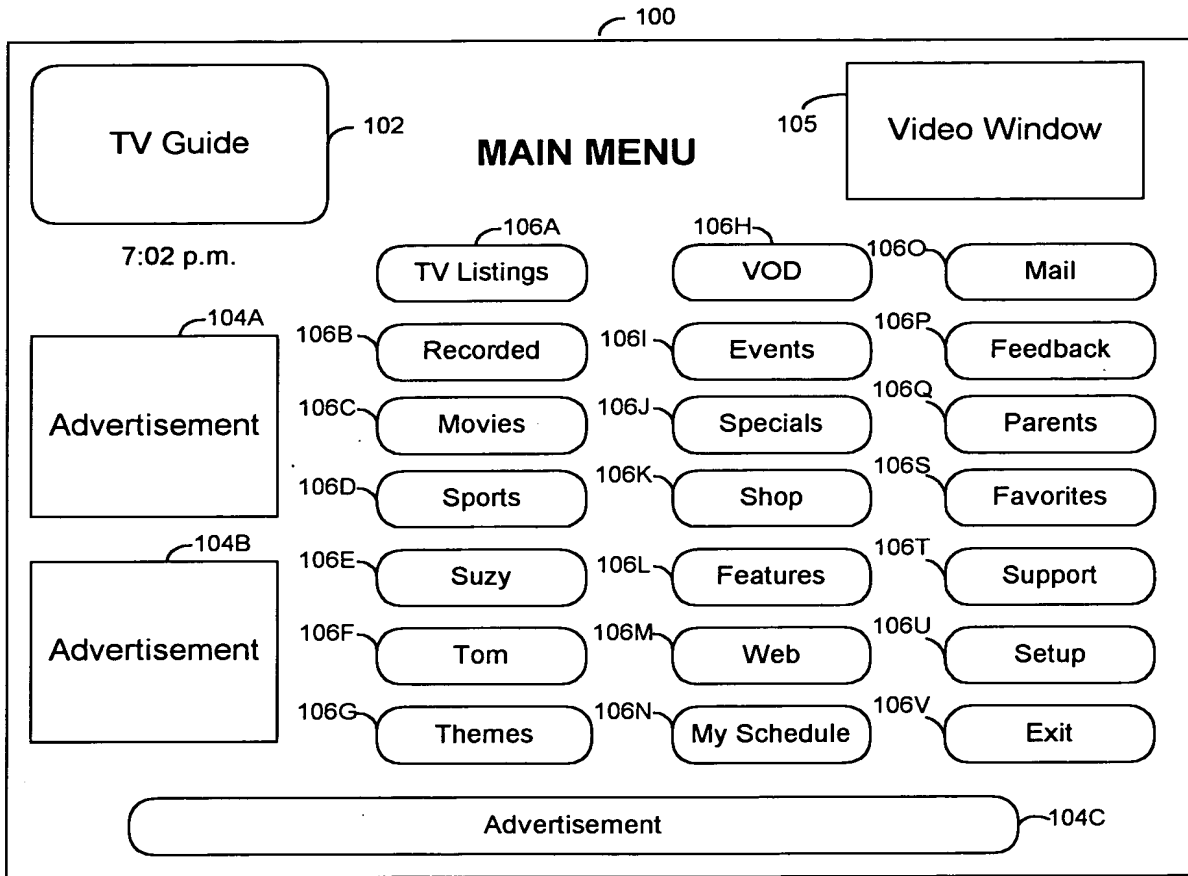 100
TV Guide
102
MAIN MENU
105
Video Window
7:02 p.m.
106A
TV Listings
106H
VOD
106O
Mail
104A
Advertisement
106B
Recorded
106I
Events
106P
Feedback
106C
Movies
106J
Specials
106Q
Parents
106D
Sports
106K
Shop
106S
Favorites
104B
Advertisement
106E
Suzy
106L
Features
106T
Support
106F
Tom
106M
Web
106U
Setup
106G
Themes
106N
My Schedule
106V
Exit
Advertisement
104C